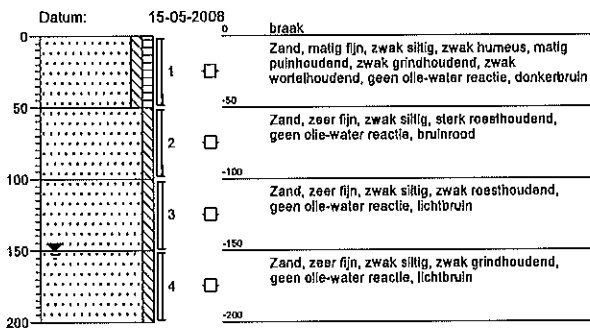 Datum: 15-05-2008
0 0 braak
Zand, matig fijn, zwak siltig, zwak humeus, matig
puinhoudend, zwak grindhoudend, zwak
wortelhoudend, geen olie-water reactie, donkerbruin
1
50 -50
Zand, zeer fijn, zwak siltig, sterk roesthoudend,
geen olie-water reactie, bruinrood
2
100 -100
Zand, zeer fijn, zwak siltig, zwak roesthoudend,
geen olie-water reactie, lichtbruin
3
150 -150
Zand, zeer fijn, zwak siltig, zwak grindhoudend,
geen olie-water reactie, lichtbruin
4
200 -200